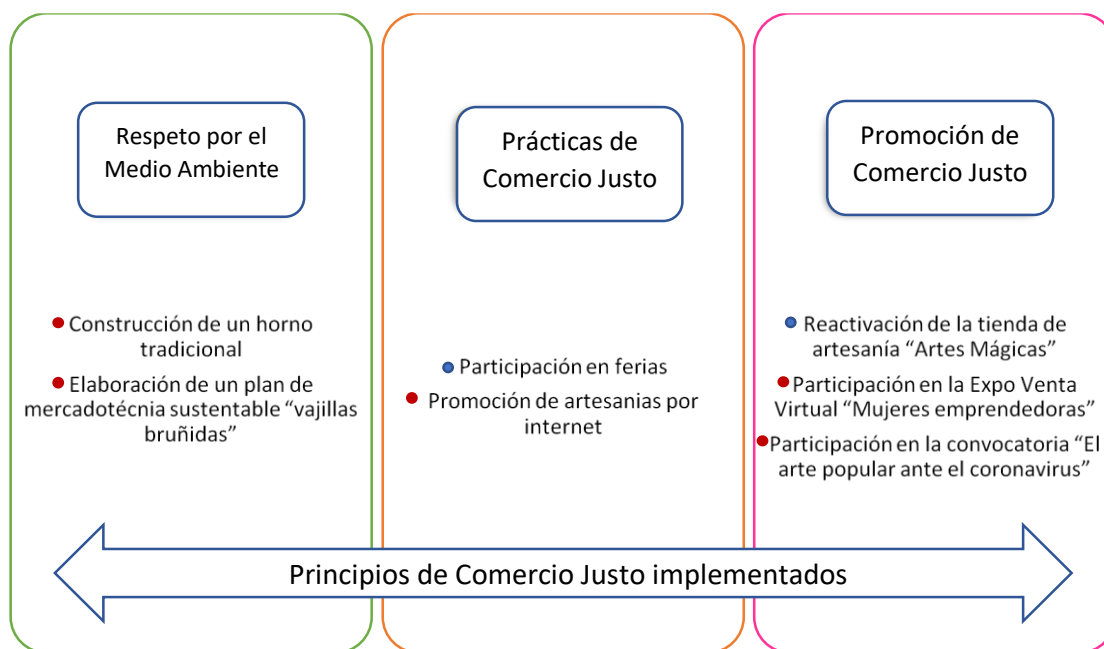 Respeto por el
Medio Ambiente
Construcción de un horno
tradicional
Elaboración de un plan de
mercadotécnia sustentable “vajillas
bruñidas”
Prácticas de
Comercio Justo
Participación en ferias
Promoción de artesanias por
internet
Promoción de
Comercio Justo
Reactivación de la tienda de
artesanía “Artes Mágicas”
Participación en la Expo Venta
Virtual “Mujeres emprendedoras”
Participación en la convocatoria “El
arte popular ante el coronavirus”
Principios de Comercio Justo implementados